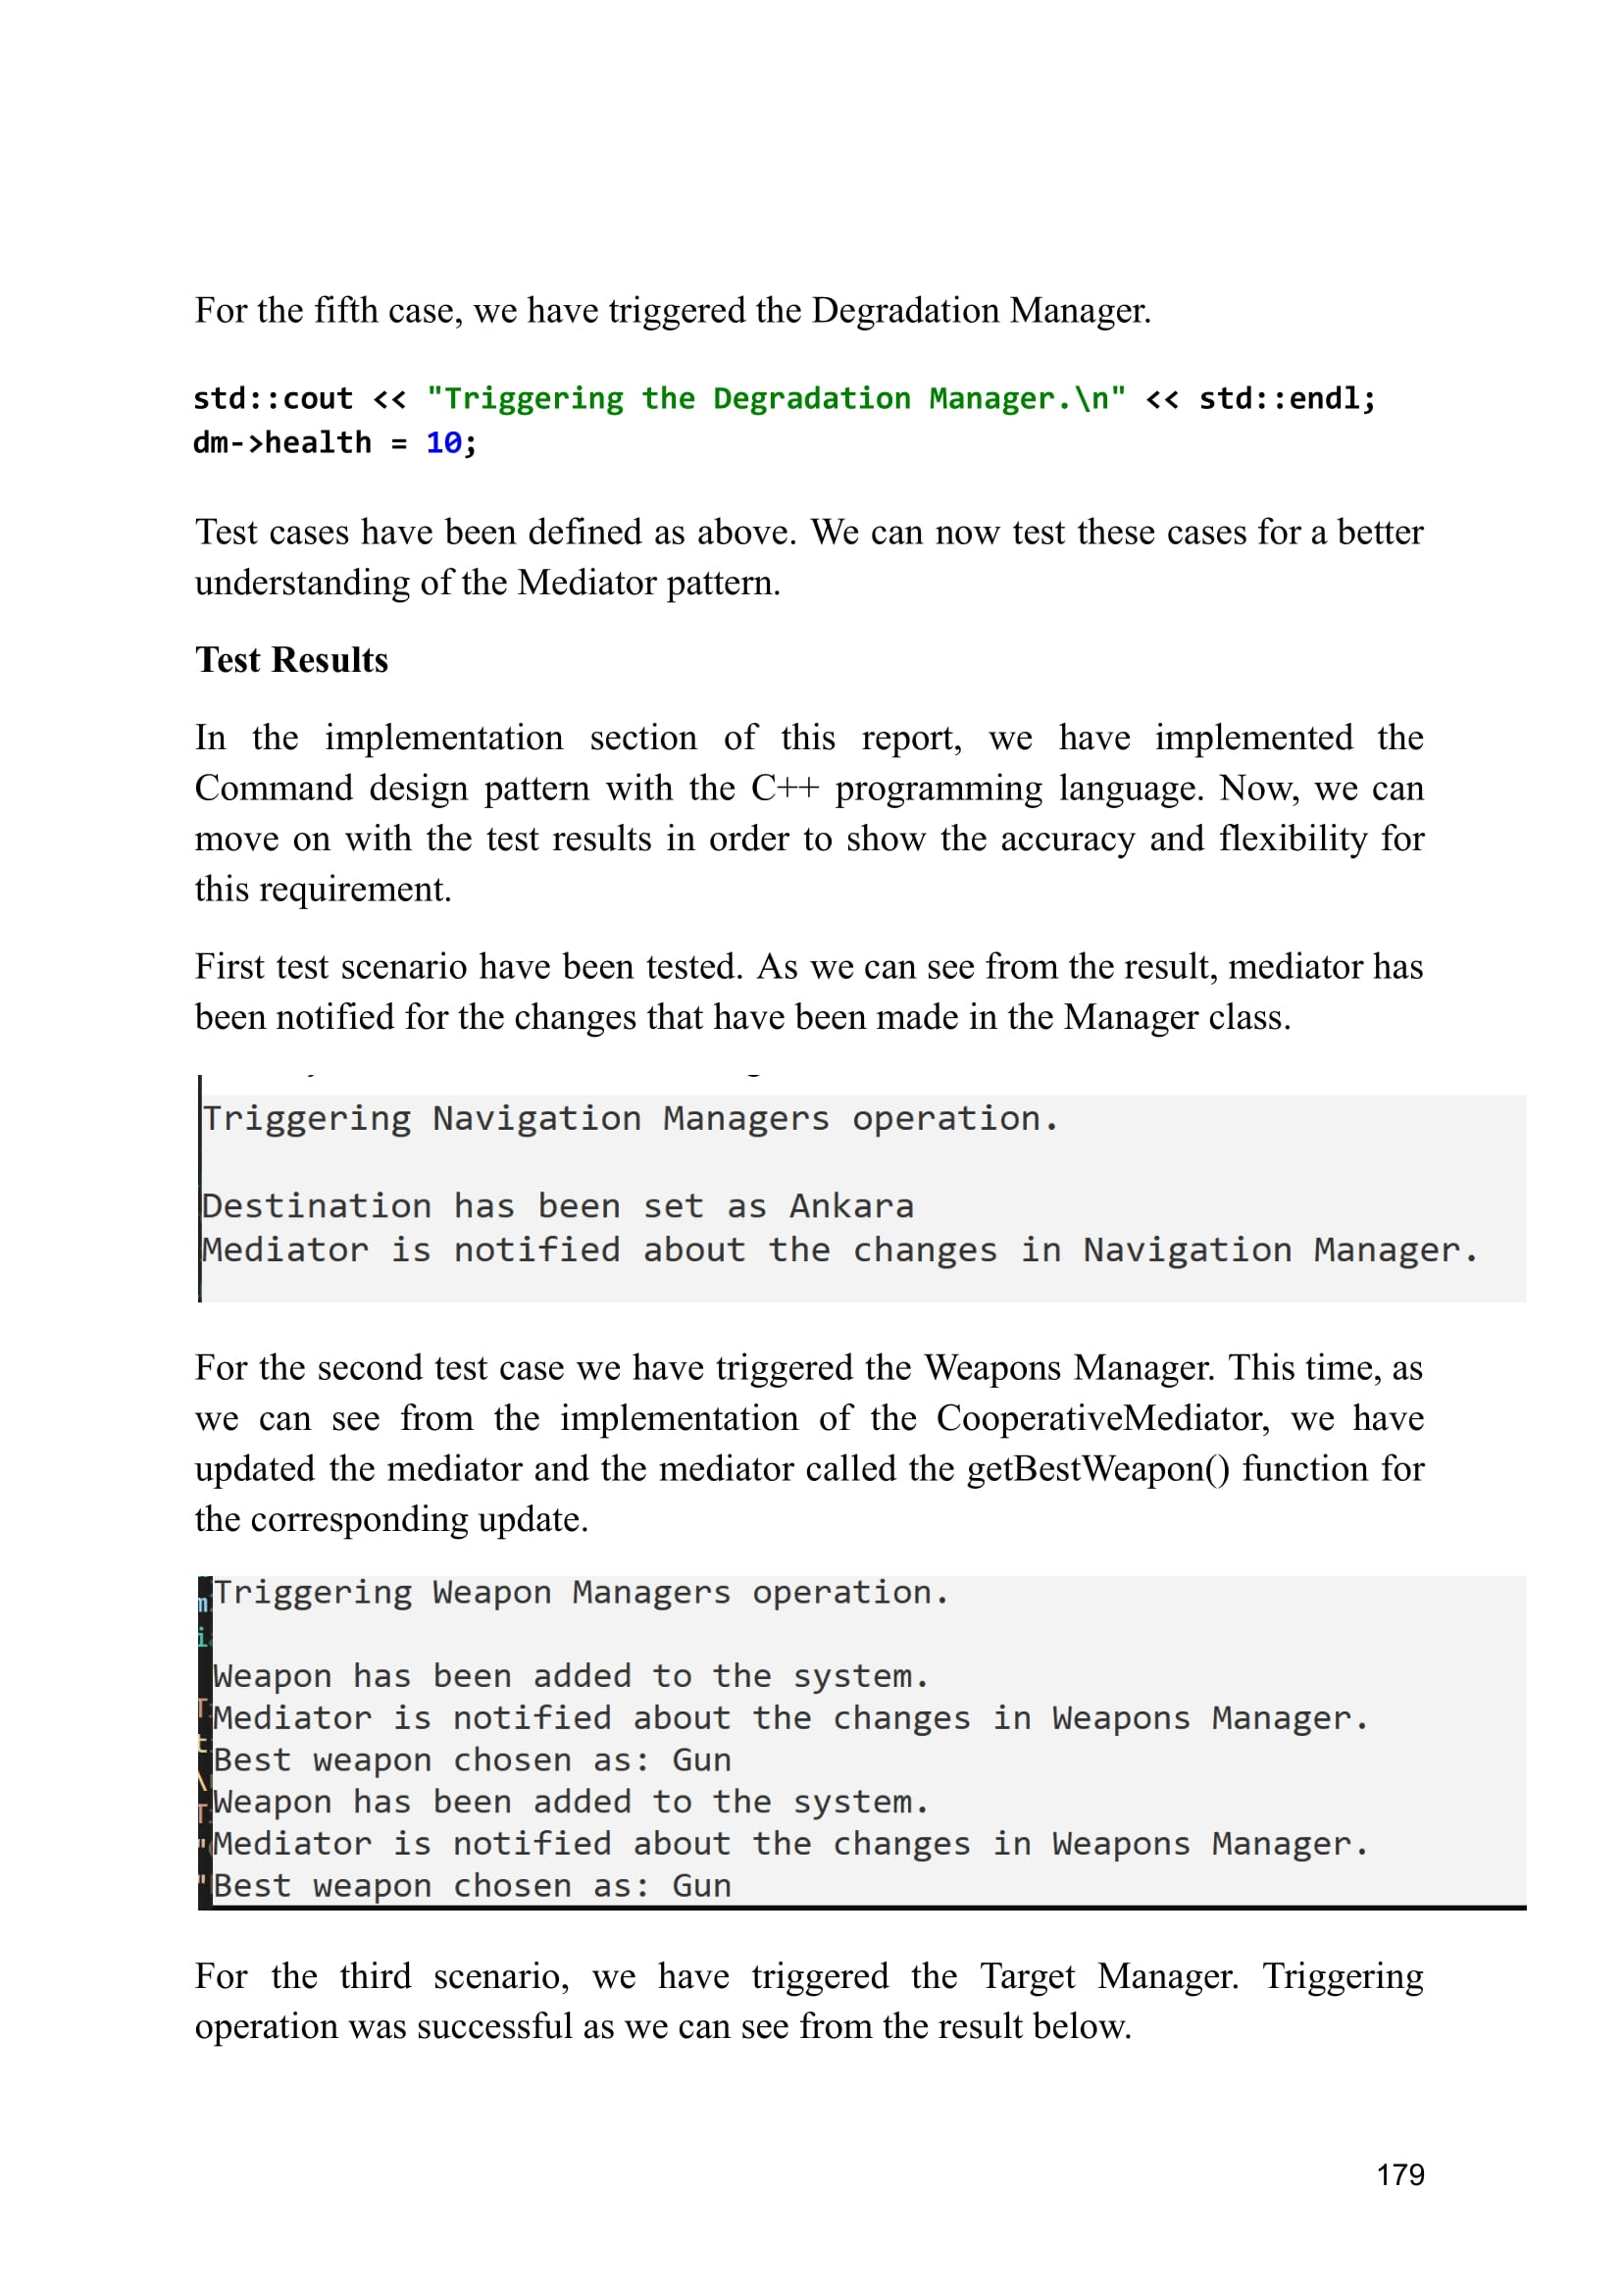 For the fifth case, we have triggered the Degradation Manager.
std::cout << "Triggering the Degradation Manager.\n" << std::endl;
dm->health = 10;
Test cases have been defined as above. We can now test these cases for a better
understanding of the Mediator pattern.
Test Results
In the implementation section of this report, we have implemented the
Command design pattern with the C++ programming language. Now, we can
move on with the test results in order to show the accuracy and flexibility for
this requirement.
First test scenario have been tested. As we can see from the result, mediator has
been notified for the changes that have been made in the Manager class.
Triggering Navigation Managers operation.
Destination has been set as Ankara
Mediator is notified about the changes in Navigation Manager.
For the second test case we have triggered the Weapons Manager. This time, as
we can see from the implementation of the CooperativeMediator, we have
updated the mediator and the mediator called the getBestWeapon() function for
the corresponding update.
Triggering Weapon Managers operation.
Weapon has been added to the system.
Mediator is notified about the changes in Weapons Manager.
Best weapon chosen as: Gun
Weapon has been added to the system.
Mediator is notified about the changes in Weapons Manager.
Best weapon chosen as: Gun
For the third scenario, we have triggered the Target Manager. Triggering
operation was successful as we can see from the result below.
179